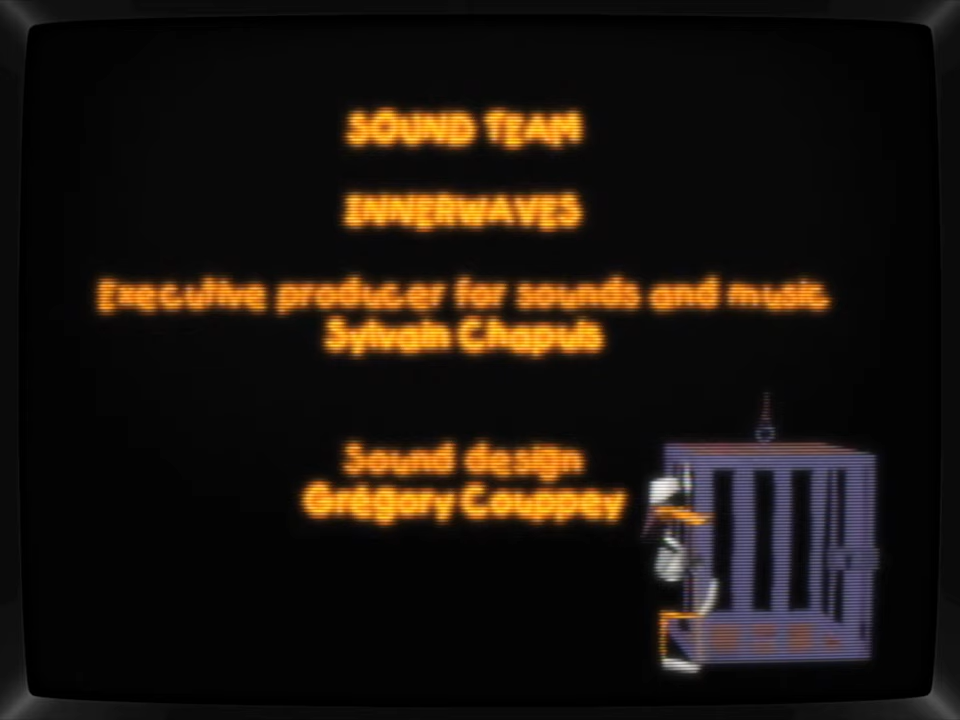 SOUND TEAM
INNERWAVES
Executive producer for sounds and music
Sylvain Chapuis
Sound design
Grégory Couppey